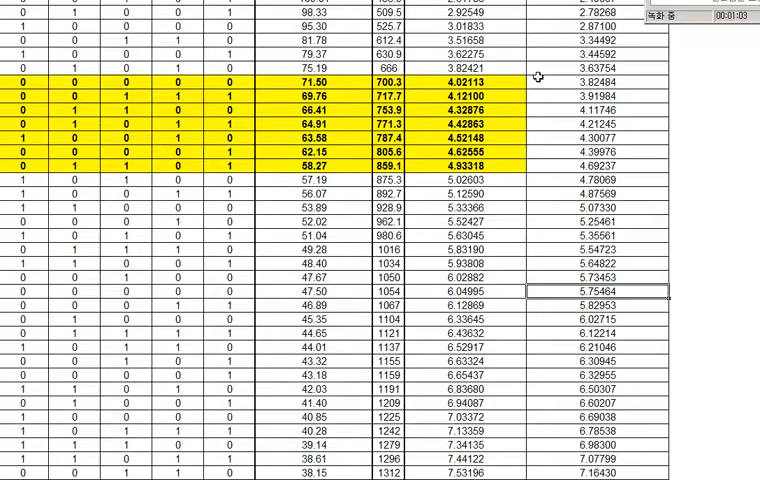 0 1 0 0 1 98.33 509.5 2.92549 2.78268
1 0 0 0 0 95.30 525.7 3.01833 2.87100
0 0 1 1 0 81.78 612.4 3.51658 3.34492
1 0 1 0 0 79.37 630.9 3.62275 3.44592
0 1 0 1 0 75.19 666 3.82421 3.63754
0 0 0 0 0 71.50 700.3 4.02113 3.82484
0 0 1 1 1 69.76 717.7 4.12100 3.91984
0 1 1 0 0 66.41 753.9 4.32876 4.11746
0 1 0 1 1 64.91 771.3 4.42863 4.21245
1 0 0 1 0 63.58 787.4 4.52148 4.30077
0 0 0 0 1 62.15 805.6 4.62555 4.39976
0 1 1 0 1 58.27 859.1 4.93318 4.69237
1 0 1 1 0 57.19 875.3 5.02603 4.78069
1 0 0 1 1 56.07 892.7 5.12590 4.87569
0 0 1 0 0 53.89 928.9 5.33366 5.07330
0 0 0 1 0 52.02 962.1 5.52427 5.25461
1 0 1 0 1 51.04 980.6 5.63045 5.35561
0 1 1 1 0 49.28 1016 5.83190 5.54723
1 1 0 1 0 48.40 1034 5.93808 5.64822
0 0 1 0 1 47.67 1050 6.02882 5.73453
0 0 0 0 0 47.50 1054 6.04995 5.75464
0 0 0 1 1 46.89 1067 6.12869 5.82953
1 1 0 0 0 45.35 1104 6.33645 6.02715
0 1 1 1 1 44.65 1121 6.43632 6.12214
1 0 1 1 0 44.01 1137 6.52917 6.21046
0 1 0 0 1 43.32 1155 6.63324 6.30945
0 0 1 0 0 43.18 1159 6.65437 6.32955
1 1 0 1 0 42.03 1191 6.83680 6.50307
0 0 1 1 0 41.40 1209 6.94087 6.60207
1 0 0 0 0 40.85 1225 7.03372 6.69038
1 0 1 1 1 40.28 1242 7.13359 6.78538
1 1 1 0 0 39.14 1279 7.34135 6.98300
1 1 0 1 1 38.61 1296 7.44122 7.07799
0 0 1 1 0 38.15 1312 7.53196 7.16430
녹화 중 00:01:03